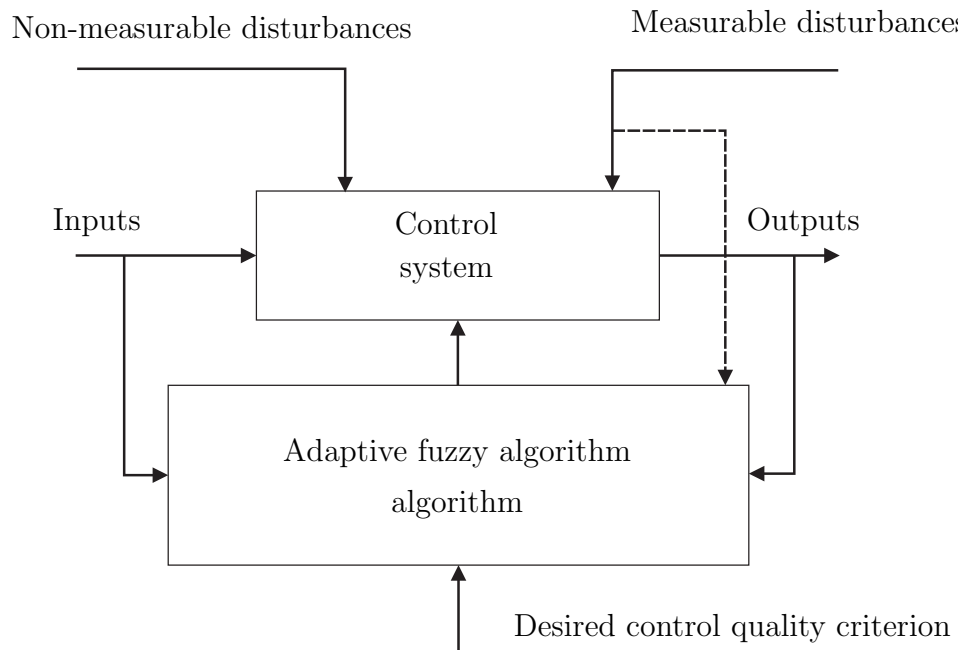 Non-measurable disturbances
Measurable disturbances
Inputs
Control
system
Outputs
Adaptive fuzzy algorithm
algorithm
Desired control quality criterion